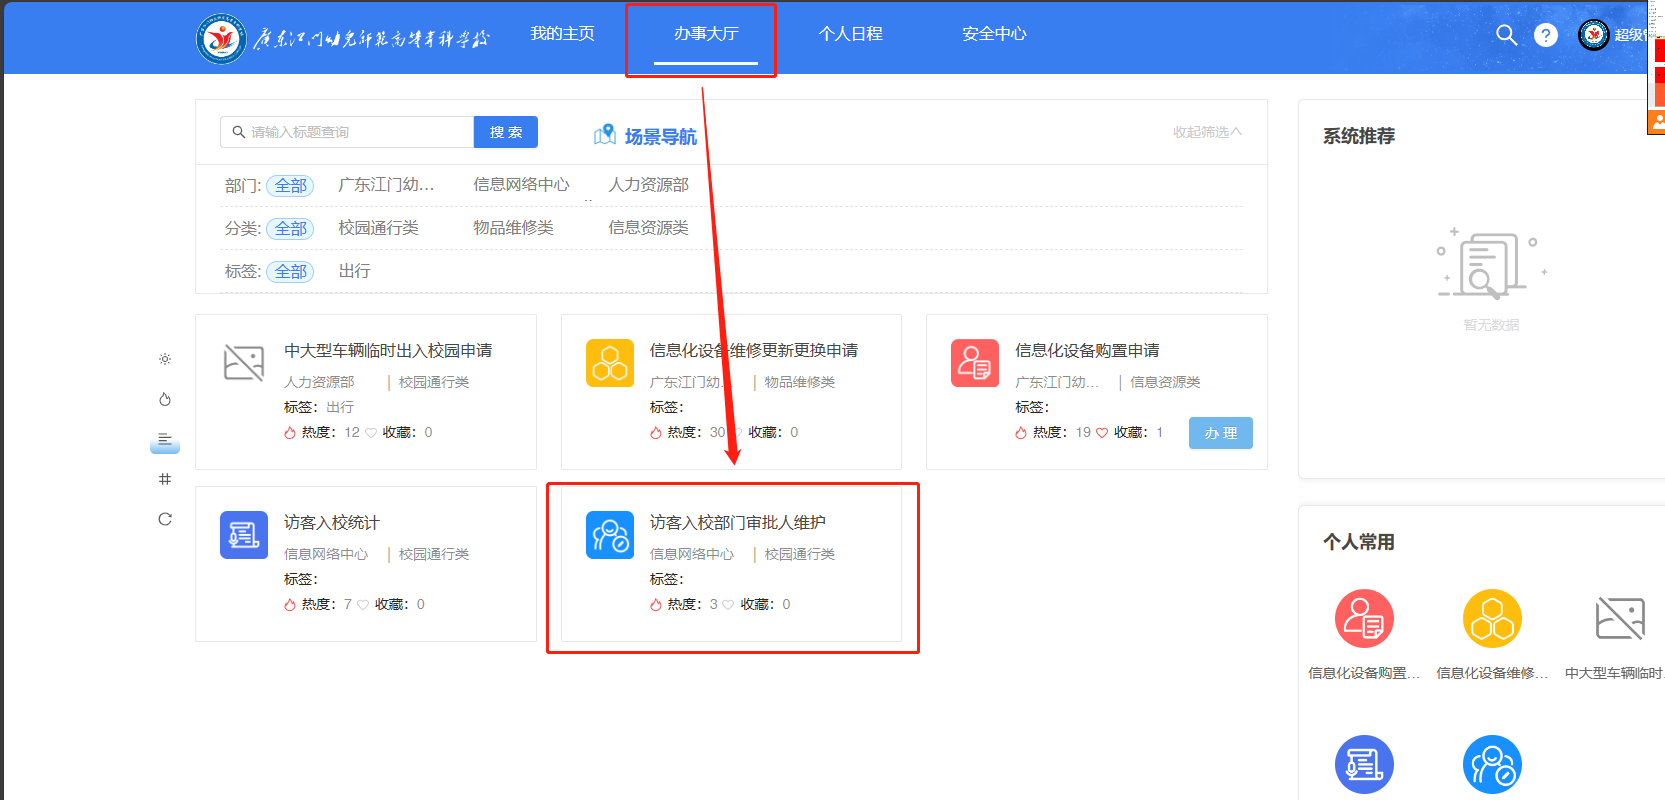 广东江门幼儿师范高等专科学校
我的主页
办事大厅
个人日程
安全中心
?
请输入标题查询
搜 索
场景导航
收起筛选
部门: 全部 广东江门幼... 信息网络中心 人力资源部
分类: 全部 校园通行类 物品维修类 信息资源类
标签: 全部 出行
中大型车辆临时出入校园申请
人力资源部 | 校园通行类
标签: 出行
热度: 12 收藏: 0
信息化设备维修更新更换申请
广东江门幼... | 物品维修类
标签:
热度: 30 收藏: 0
信息化设备购置申请
广东江门幼... | 信息资源类
标签:
热度: 19 收藏: 1
办 理
访客入校统计
信息网络中心 | 校园通行类
标签:
热度: 7 收藏: 0
访客入校部门审批人维护
信息网络中心 | 校园通行类
标签:
热度: 3 收藏: 0
系统推荐
暂无数据
个人常用
信息化设备购置...
信息化设备维修...
中大型车辆临时